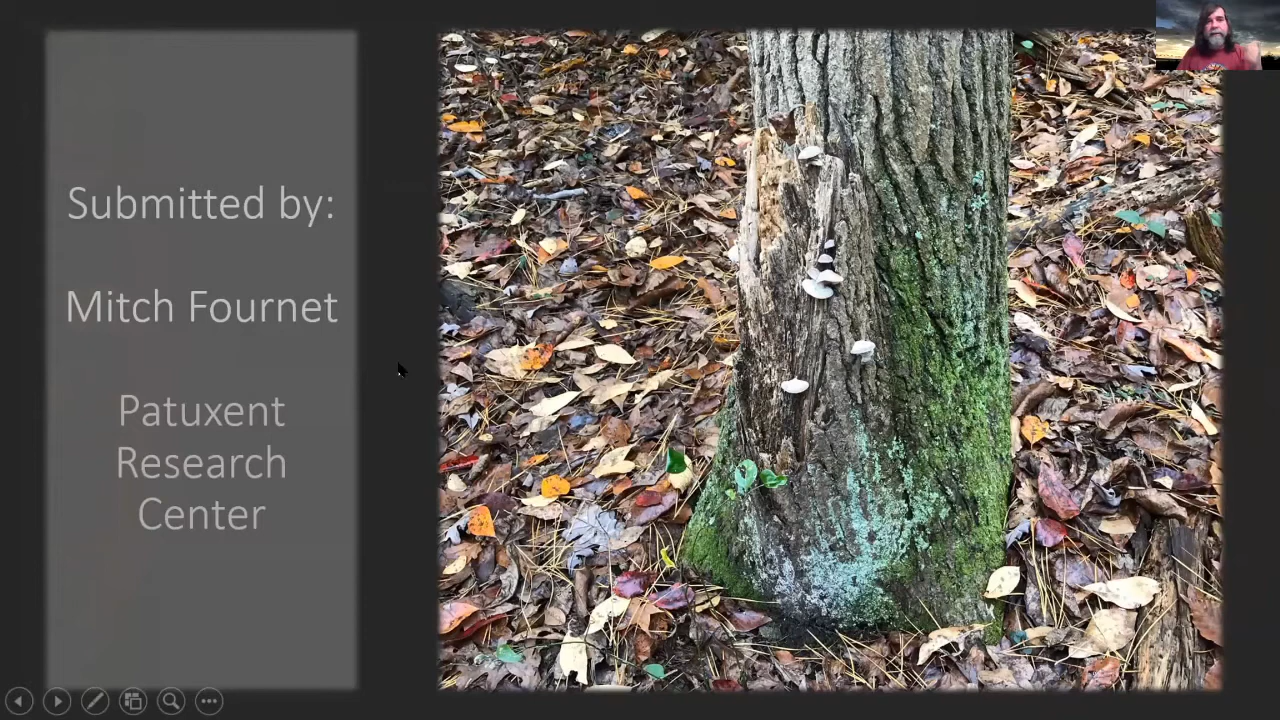 Submitted by:
Mitch Fournet
Patuxent
Research
Center